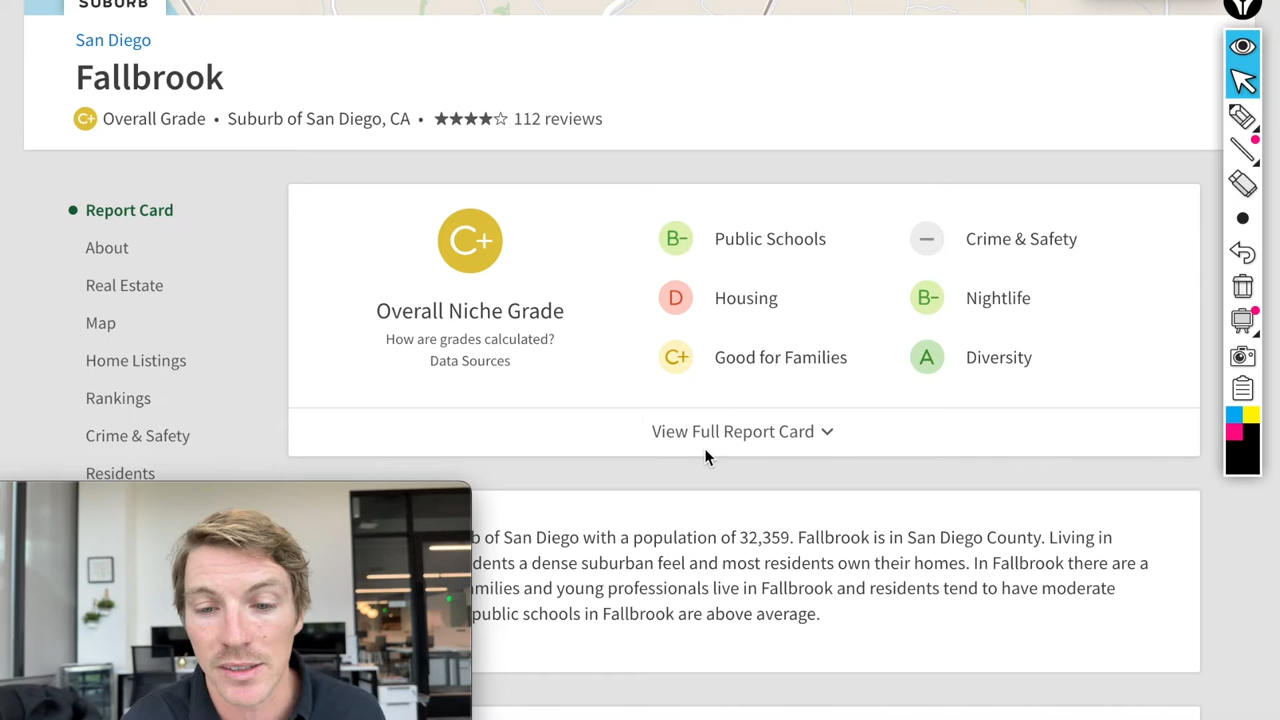 SUBURB
San Diego
Fallbrook
C+ Overall Grade • Suburb of San Diego, CA • ★★★★☆ 112 reviews
Report Card
About
Real Estate
Map
Home Listings
Rankings
Crime & Safety
Residents
C+
Overall Niche Grade
How are grades calculated?
Data Sources
B- Public Schools
D Housing
C+ Good for Families
– Crime & Safety
B- Nightlife
A Diversity
View Full Report Card
of San Diego with a population of 32,359. Fallbrook is in San Diego County. Living in
a dense suburban feel and most residents own their homes. In Fallbrook there are a
and young professionals live in Fallbrook and residents tend to have moderate
public schools in Fallbrook are above average.